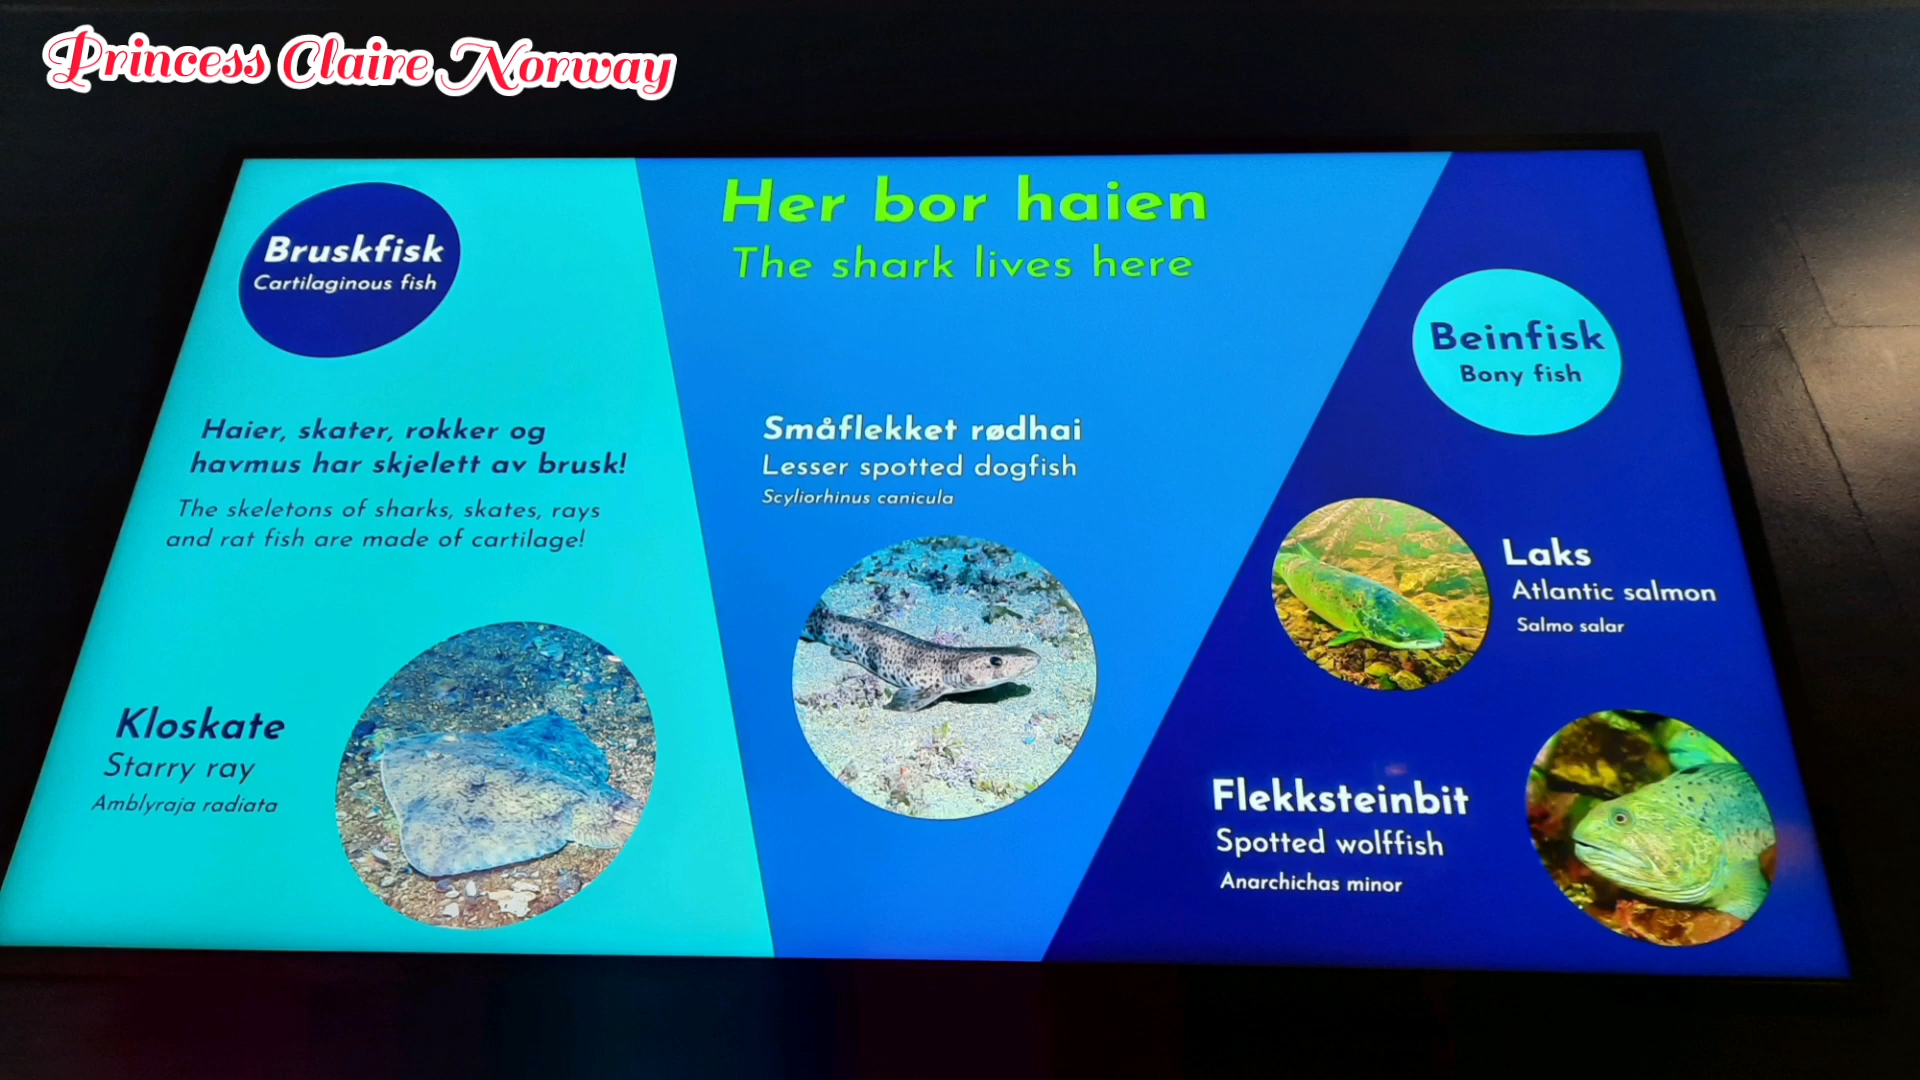 Princess Claire Norway
Bruskfisk
Cartilaginous fish
Haier, skater, rokker og
havmus har skjelett av brusk!
The skeletons of sharks, skates, rays
and rat fish are made of cartilage!
Kloskate
Starry ray
Amblyraja radiata
Her bor haien
The shark lives here
Småflekket rødhai
Lesser spotted dogfish
Scyliorhinus canicula
Beinfisk
Bony fish
Laks
Atlantic salmon
Salmo salar
Flekksteinbit
Spotted wolffish
Anarchichas minor